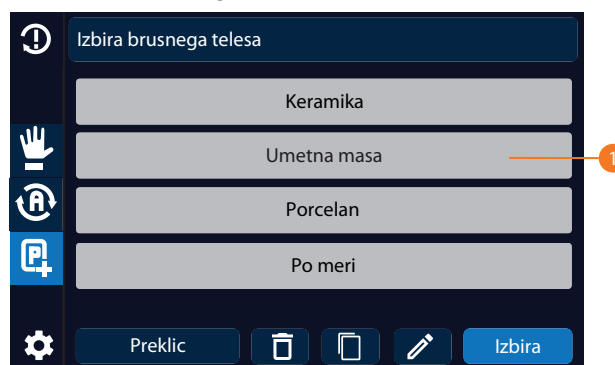 Izbira brusnega telesa
Keramika
Umetna masa
1
Porcelan
Po meri
Preklic
Izbira